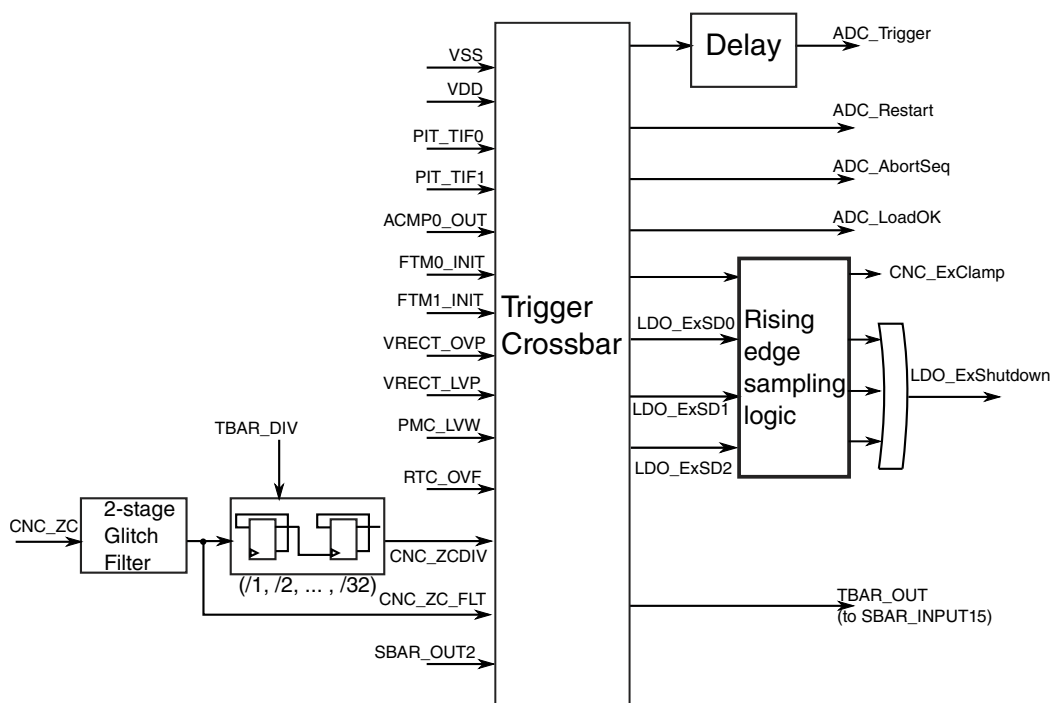 VSS
VDD
PIT_TIF0
PIT_TIF1
ACMP0_OUT
FTM0_INIT
FTM1_INIT
VRECT_OVP
VRECT_LVP
PMC_LVW
RTC_OVF
TBAR_DIV
CNC_ZC
2-stage
Glitch
Filter
(/1, /2, ... , /32)
CNC_ZCDIV
CNC_ZC_FLT
SBAR_OUT2
Trigger
Crossbar
Delay
ADC_Trigger
ADC_Restart
ADC_AbortSeq
ADC_LoadOK
CNC_ExClamp
LDO_ExSD0
LDO_ExSD1
LDO_ExSD2
Rising
edge
sampling
logic
LDO_ExShutdown
TBAR_OUT
(to SBAR_INPUT15)